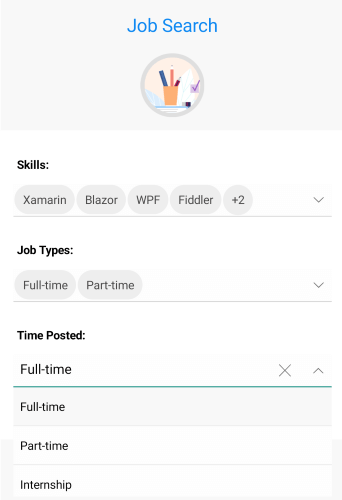 Job Search
Skills:
Xamarin Blazor WPF Fiddler +2
Job Types:
Full-time Part-time
Time Posted:
Full-time
Full-time
Part-time
Internship